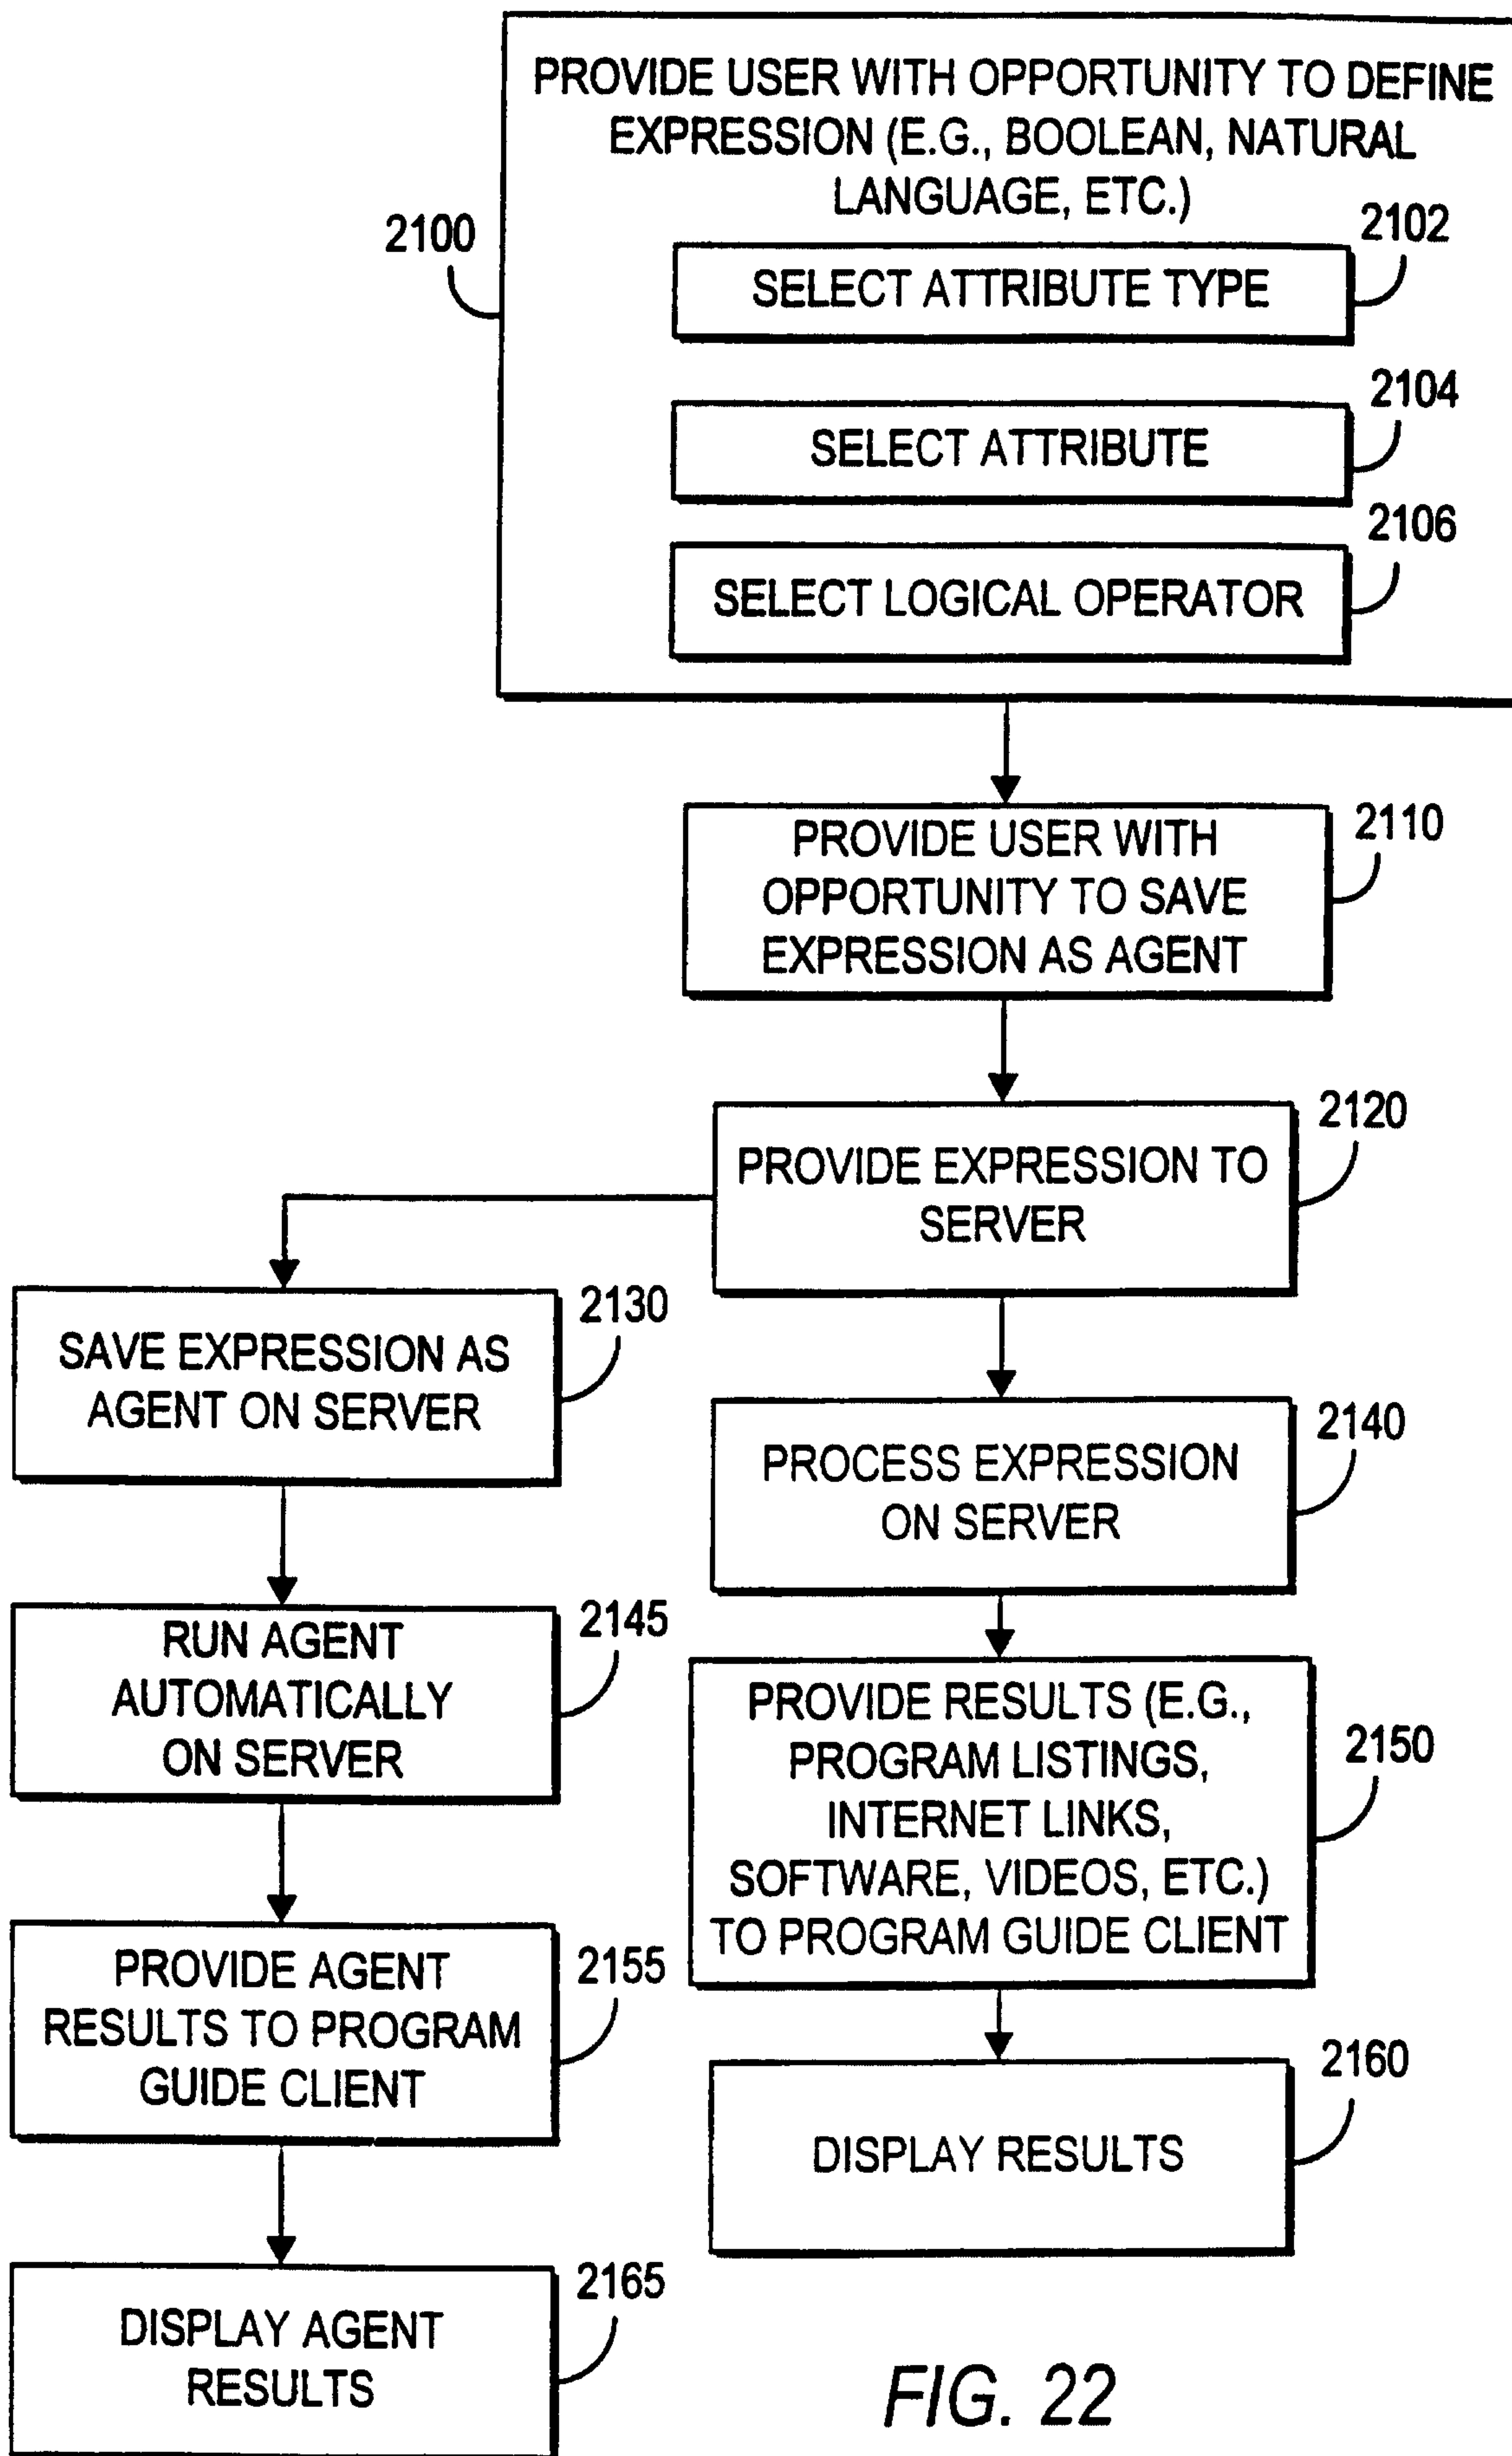 PROVIDE USER WITH OPPORTUNITY TO DEFINE
EXPRESSION (E.G., BOOLEAN, NATURAL
LANGUAGE, ETC.)
2100
2102
SELECT ATTRIBUTE TYPE
2104
SELECT ATTRIBUTE
2106
SELECT LOGICAL OPERATOR
2110
PROVIDE USER WITH
OPPORTUNITY TO SAVE
EXPRESSION AS AGENT
2120
PROVIDE EXPRESSION TO
SERVER
2130
SAVE EXPRESSION AS
AGENT ON SERVER
2140
PROCESS EXPRESSION
ON SERVER
2145
RUN AGENT
AUTOMATICALLY
ON SERVER
2150
PROVIDE RESULTS (E.G.,
PROGRAM LISTINGS,
INTERNET LINKS,
SOFTWARE, VIDEOS, ETC.)
TO PROGRAM GUIDE CLIENT
2155
PROVIDE AGENT
RESULTS TO PROGRAM
GUIDE CLIENT
2160
DISPLAY RESULTS
2165
DISPLAY AGENT
RESULTS
FIG. 22